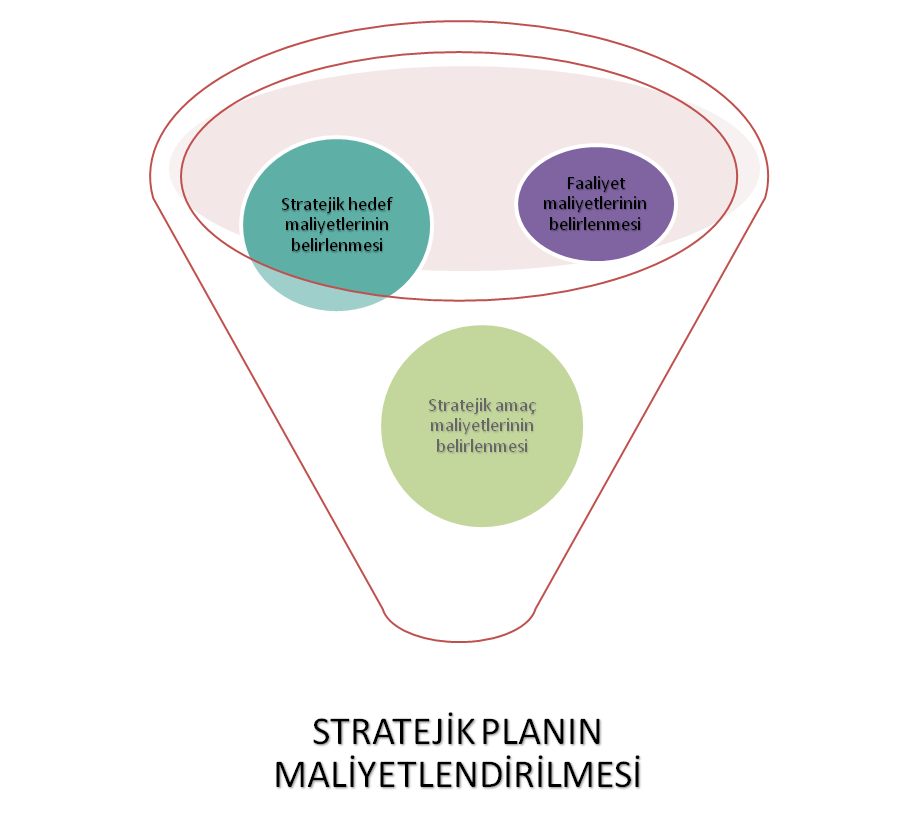 Stratejik hedef
maliyetlerinin
belirlenmesi
Faaliyet
maliyetlerinin
belirlenmesi
Stratejik amaç
maliyetlerinin
belirlenmesi
STRATEJİK PLANIN
MALİYETLENDİRİLMESİ